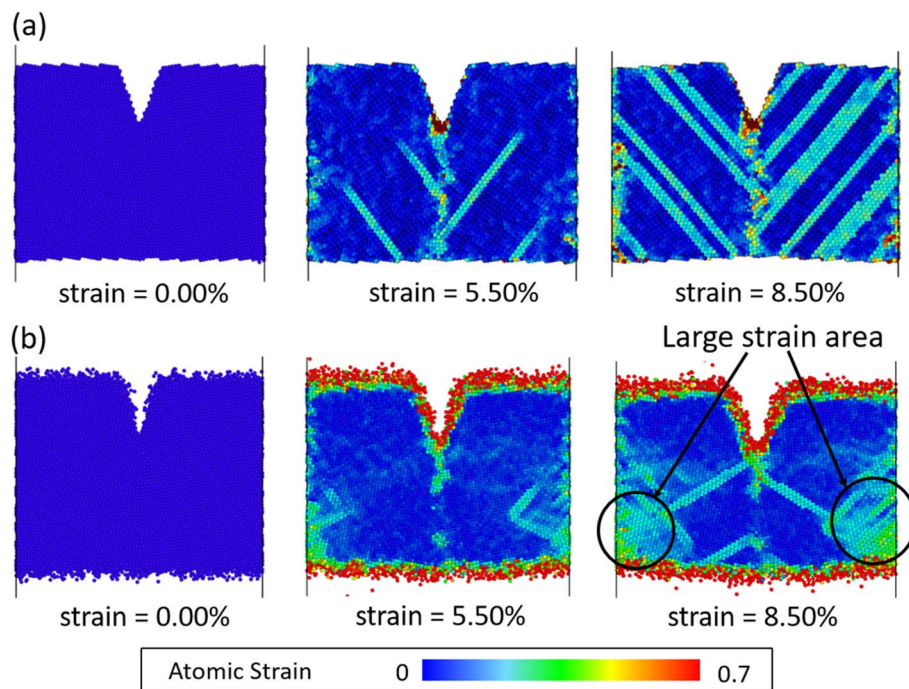 (a)
strain = 0.00%
strain = 5.50%
strain = 8.50%
(b)
Large strain area
strain = 0.00%
strain = 5.50%
strain = 8.50%
Atomic Strain 0 0.7